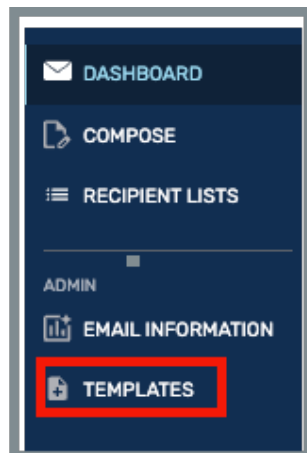 DASHBOARD
COMPOSE
RECIPIENT LISTS
ADMIN
EMAIL INFORMATION
TEMPLATES